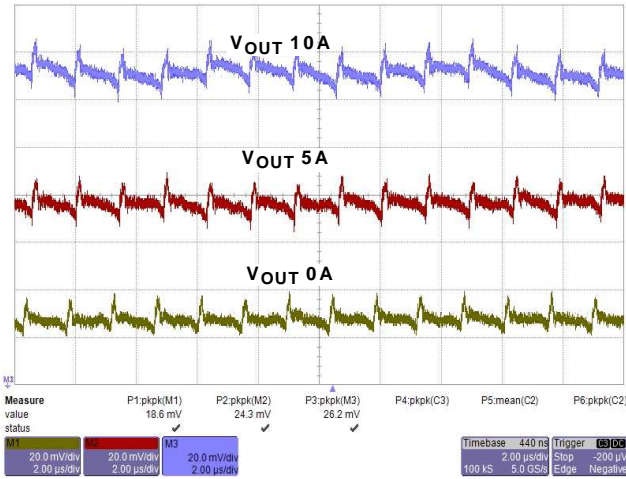 VOUT 10A
VOUT 5A
VOUT 0A
M3
Measure P1:pkpk(M1) P2:pkpk(M2) P3:pkpk(M3) P4:pkpk(C3) P5:mean(C2) P6:pkpk(C2)
value 18.6 mV 24.3 mV 26.2 mV
status ✔ ✔ ✔
M1 M2 M3 Timebase 440 ns Trigger C3 DC
20.0 mV/div 20.0 mV/div 20.0 mV/div 2.00 µs/div Stop -200 µV
2.00 µs/div 2.00 µs/div 2.00 µs/div 100 kS 5.0 GS/s Edge Negative